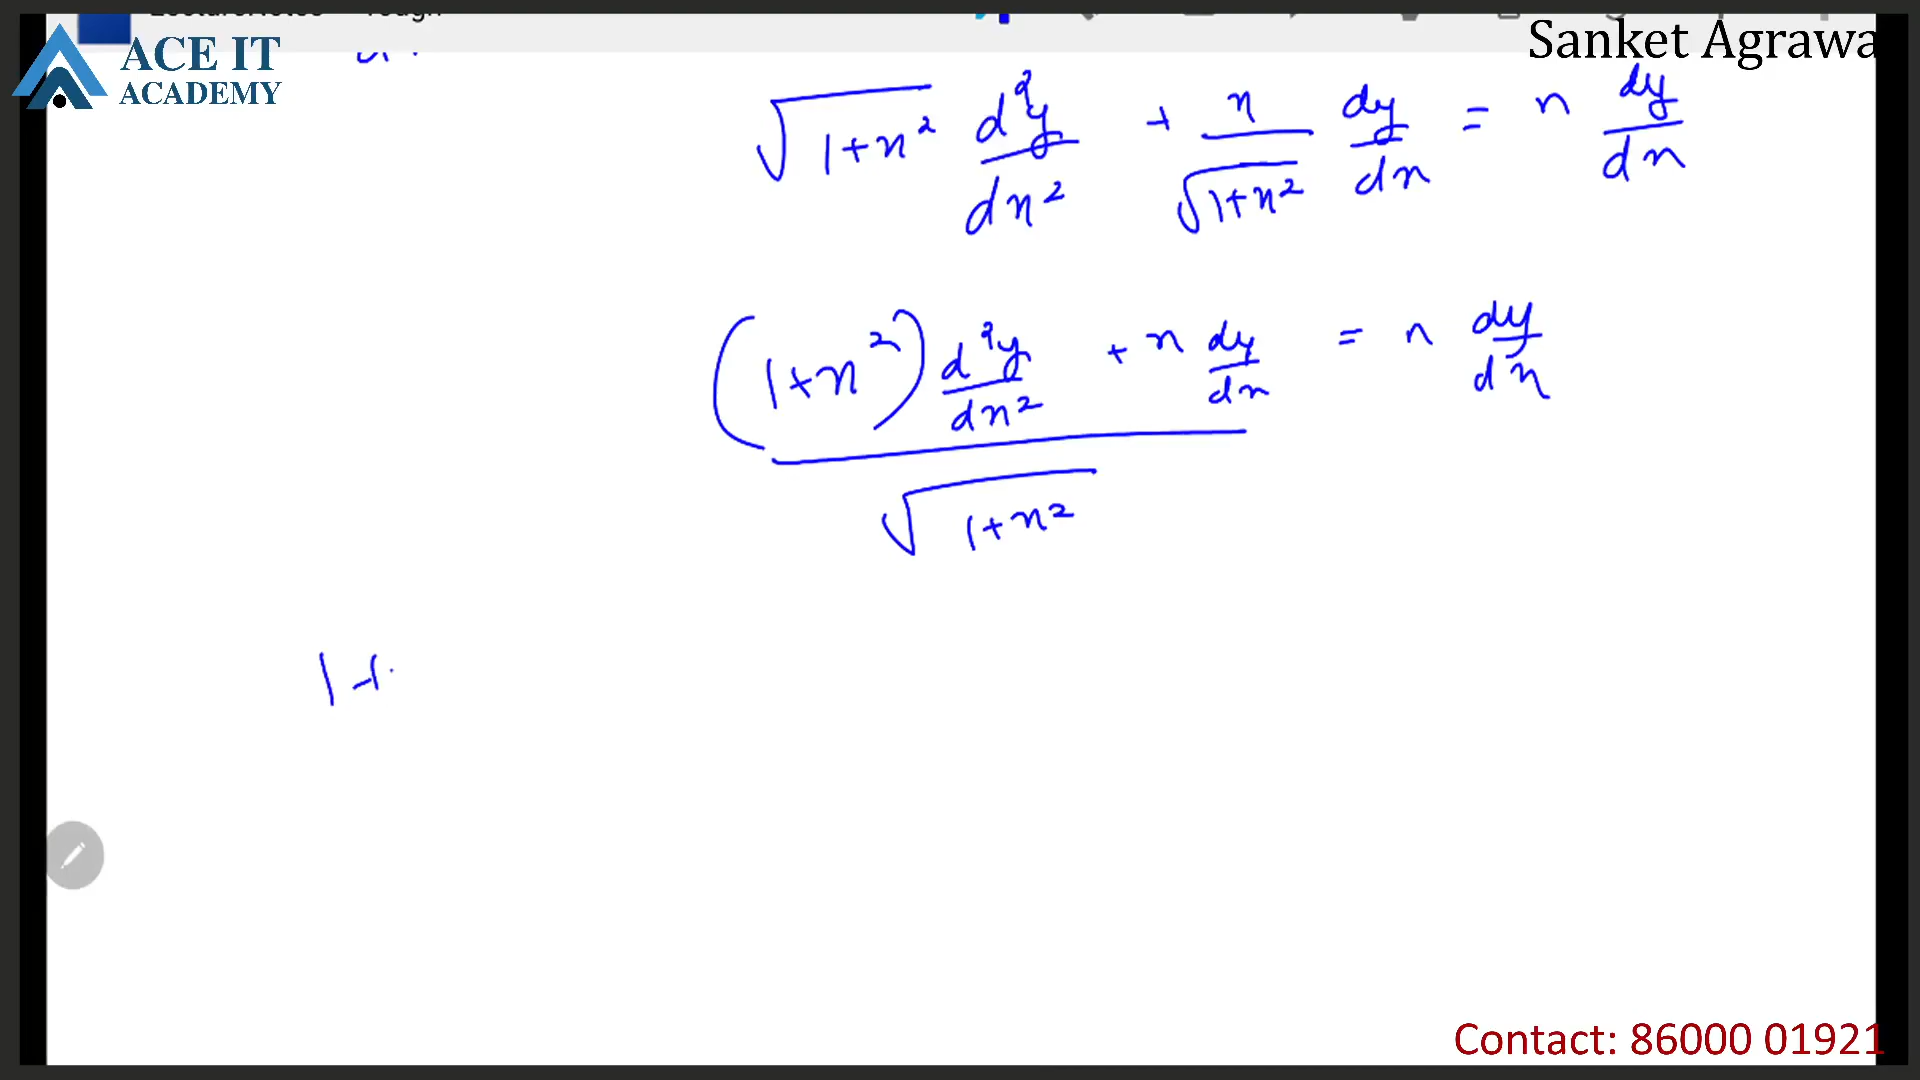 ACE IT
ACADEMY
Sanket Agrawa
√1+x² d²y/dx² + x/√1+x² dy/dx = n dy/dx
(1+x²) d²y/dx² + x dy/dx / √1+x² = n dy/dx
1+
Contact: 86000 01921